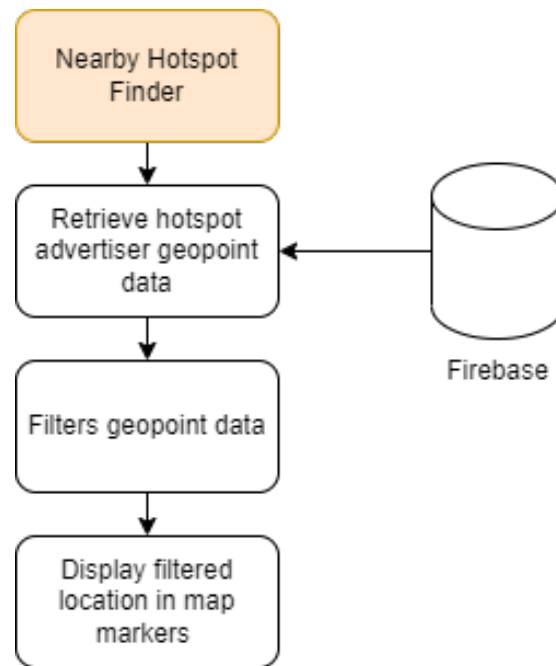 Nearby Hotspot
Finder
Retrieve hotspot
advertiser geopoint
data
Firebase
Filters geopoint data
Display filtered
location in map
markers